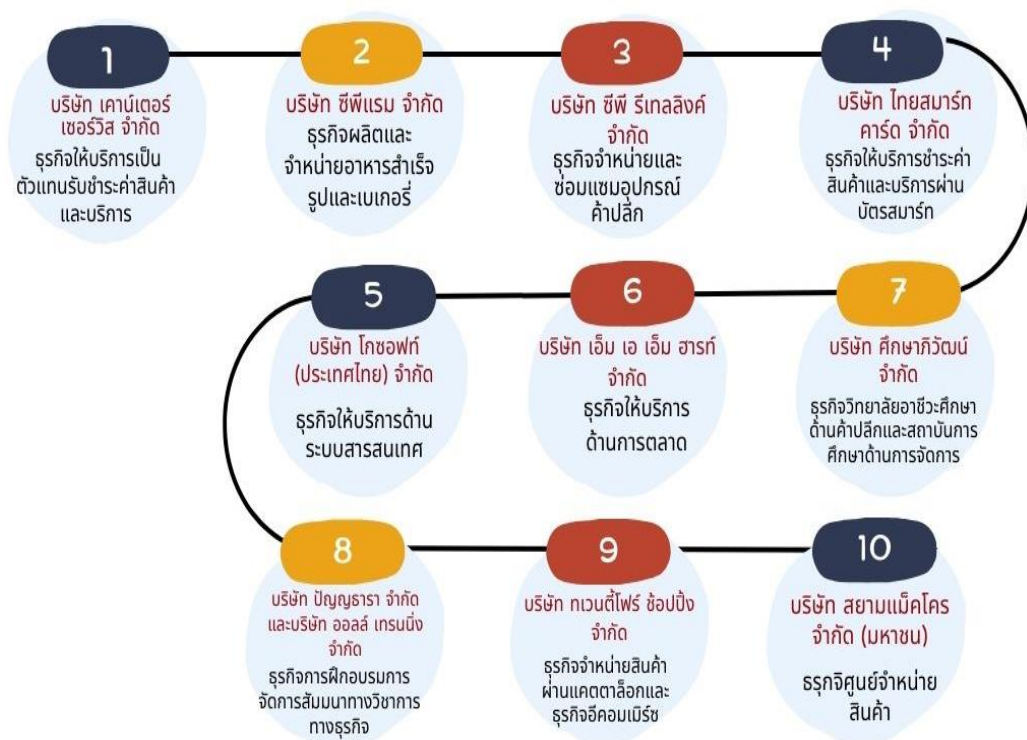 1
บริษัท เคาน์เตอร์
เซอร์วิส จำกัด
ธุรกิจให้บริการเป็น
ตัวแทนรับชำระค่าสินค้า
และบริการ
2
บริษัท ซีพีแรม จำกัด
ธุรกิจผลิตและ
จำหน่ายอาหารสำเร็จ
รูปและเบเกอรี่
3
บริษัท ซีพี รีเทลลิงค์
จำกัด
ธุรกิจจำหน่ายและ
ซ่อมแซมอุปกรณ์
ค้าปลีก
4
บริษัท ไทยสมาร์ท
คาร์ด จำกัด
ธุรกิจให้บริการชำระค่า
สินค้าและบริการผ่าน
บัตรสมาร์ท
5
บริษัท โกซอฟท์
(ประเทศไทย) จำกัด
ธุรกิจให้บริการด้าน
ระบบสารสนเทศ
6
บริษัท เอ็ม เอ เอ็ม ฮารท์
จำกัด
ธุรกิจให้บริการ
ด้านการตลาด
7
บริษัท ศึกษาภิวัฒน์
จำกัด
ธุรกิจวิทยาลัยอาชีวะศึกษา
ด้านค้าปลีกและสถาบันการ
ศึกษาด้านการจัดการ
8
บริษัท ปัญญธารา จำกัด
และบริษัท ออลล์ เทรนนิ่ง
จำกัด
ธุรกิจการฝึกอบรมการ
จัดการสัมมนาทางวิชาการ
ทางธุรกิจ
9
บริษัท ทเวนตี้โฟร์ ช้อปปิ้ง
จำกัด
ธุรกิจจำหน่ายสินค้า
ผ่านแคตตาล็อกและ
ธุรกิจอีคอมเมิร์ซ
10
บริษัท สยามแม็คโคร
จำกัด (มหาชน)
ธรุกจิศูนย์จำหน่าย
สินค้า